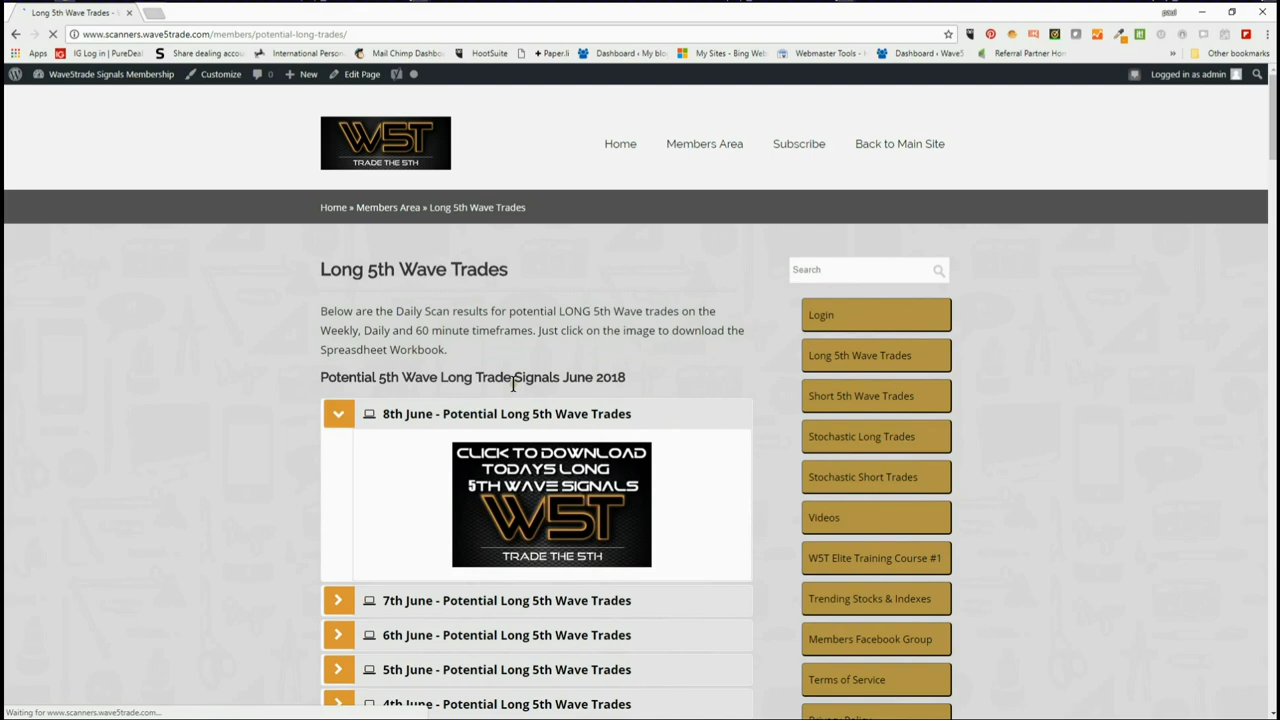 Long 5th Wave Trades -
paul
www.scanners.wave5trade.com/members/potential-long-trades/
Apps
IG Log in | PureDeal
Share dealing accou
International Person
Mail Chimp Dashbo
HootSuite
+ Paper.li
Dashboard ‹ My blo
My Sites - Bing Web
Webmaster Tools -
Dashboard ‹ Wave5
Referral Partner Hom
»
Other bookmarks
Wave5trade Signals Membership
Customize
0
New
Edit Page
Logged in as admin
W5T
TRADE THE 5TH
Home
Members Area
Subscribe
Back to Main Site
Home » Members Area » Long 5th Wave Trades
Long 5th Wave Trades
Below are the Daily Scan results for potential LONG 5th Wave trades on the
Weekly, Daily and 60 minute timeframes. Just click on the image to download the
Spreasdheet Workbook.
Potential 5th Wave Long Trade Signals June 2018
8th June - Potential Long 5th Wave Trades
CLICK TO DOWNLOAD
TODAYS LONG
5TH WAVE SIGNALS
W5T
TRADE THE 5TH
7th June - Potential Long 5th Wave Trades
6th June - Potential Long 5th Wave Trades
5th June - Potential Long 5th Wave Trades
4th June - Potential Long 5th Wave Trades
Search
Login
Long 5th Wave Trades
Short 5th Wave Trades
Stochastic Long Trades
Stochastic Short Trades
Videos
W5T Elite Training Course #1
Trending Stocks & Indexes
Members Facebook Group
Terms of Service
Privacy Policy
Waiting for www.scanners.wave5trade.com...